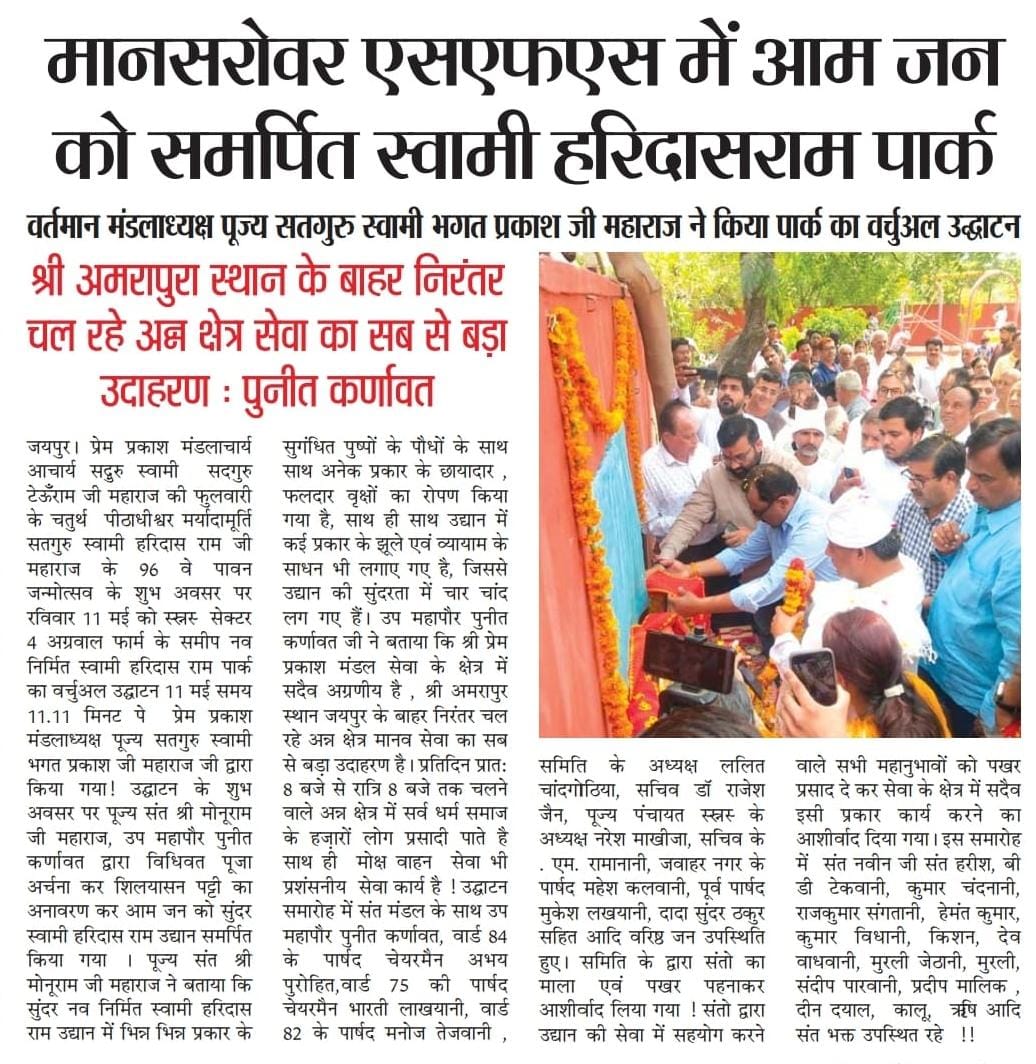 मानसरोवर एसएफएस में आम जन
को समर्पित स्वामी हरिदासराम पार्क
वर्तमान मंडलाध्यक्ष पूज्य सतगुरु स्वामी भगत प्रकाश जी महाराज ने किया पार्क का वर्चुअल उद्घाटन
श्री अमरापुरा स्थान के बाहर निरंतर
चल रहे अन्न क्षेत्र सेवा का सब से बड़ा
उदाहरण : पुनीत कर्णावत
जयपुर। प्रेम प्रकाश मंडलाचार्य
आचार्य सद्गुरु स्वामी सदगुरु
टेऊँराम जी महाराज की फुलवारी
के चतुर्थ पीठाधीश्वर मर्यादामूर्ति
सतगुरु स्वामी हरिदास राम जी
महाराज के 96 वे पावन
जन्मोत्सव के शुभ अवसर पर
रविवार 11 मई को स्स्नस सेक्टर
4 अग्रवाल फार्म के समीप नव
निर्मित स्वामी हरिदास राम पार्क
का वर्चुअल उद्घाटन 11 मई समय
11.11 मिनट पे प्रेम प्रकाश
मंडलाध्यक्ष पूज्य सतगुरु स्वामी
भगत प्रकाश जी महाराज जी द्वारा
किया गया! उद्घाटन के शुभ
अवसर पर पूज्य संत श्री मोनूराम
जी महाराज, उप महापौर पुनीत
कर्णावत द्वारा विधिवत पूजा
अर्चना कर शिलयासन पट्टी का
अनावरण कर आम जन को सुंदर
स्वामी हरिदास राम उद्यान समर्पित
किया गया । पूज्य संत श्री
मोनूराम जी महाराज ने बताया कि
सुंदर नव निर्मित स्वामी हरिदास
राम उद्यान में भिन्न भिन्न प्रकार के
सुगंधित पुष्पों के पौधों के साथ
साथ अनेक प्रकार के छायादार ,
फलदार वृक्षों का रोपण किया
गया है, साथ ही साथ उद्यान में
कई प्रकार के झूले एवं व्यायाम के
साधन भी लगाए गए है, जिससे
उद्यान की सुंदरता में चार चांद
लग गए हैं। उप महापौर पुनीत
कर्णावत जी ने बताया कि श्री प्रेम
प्रकाश मंडल सेवा के क्षेत्र में
सदैव अग्रणीय है , श्री अमरापुर
स्थान जयपुर के बाहर निरंतर चल
रहे अन्न क्षेत्र मानव सेवा का सब
से बड़ा उदाहरण है। प्रतिदिन प्रात:
8 बजे से रात्रि 8 बजे तक चलने
वाले अन्न क्षेत्र में सर्व धर्म समाज
के हज़ारों लोग प्रसादी पाते है
साथ ही मोक्ष वाहन सेवा भी
प्रशंसनीय सेवा कार्य है ! उद्घाटन
समारोह में संत मंडल के साथ उप
महापौर पुनीत कर्णावत, वार्ड 84
के पार्षद चेयरमैन अभय
पुरोहित,वार्ड 75 की पार्षद
चेयरमैन भारती लाखयानी, वार्ड
82 के पार्षद मनोज तेजवानी ,
समिति के अध्यक्ष ललित
चांदगोठिया, सचिव डॉ राजेश
जैन, पूज्य पंचायत स्स्नस के
अध्यक्ष नरेश माखीजा, सचिव के
. एम. रामानानी, जवाहर नगर के
पार्षद महेश कलवानी, पूर्व पार्षद
मुकेश लखयानी, दादा सुंदर ठकुर
सहित आदि वरिष्ठ जन उपस्थिति
हुए। समिति के द्वारा संतो का
माला एवं पखर पहनाकर
आशीर्वाद लिया गया ! संतो द्वारा
उद्यान की सेवा में सहयोग करने
वाले सभी महानुभावों को पखर
प्रसाद दे कर सेवा के क्षेत्र में सदैव
इसी प्रकार कार्य करने का
आशीर्वाद दिया गया। इस समारोह
में संत नवीन जी संत हरीश, बी
डी टेकवानी, कुमार चंदनानी,
राजकुमार संगतानी, हेमंत कुमार,
कुमार विधानी, किशन, देव
वाधवानी, मुरली जेठानी, मुरली,
संदीप पारवानी, प्रदीप मालिक ,
दीन दयाल, कालू, ऋषि आदि
संत भक्त उपस्थित रहे !!